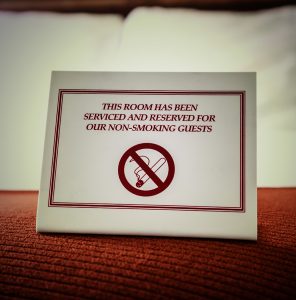 THIS ROOM HAS BEEN
SERVICED AND RESERVED FOR
OUR NON-SMOKING GUESTS